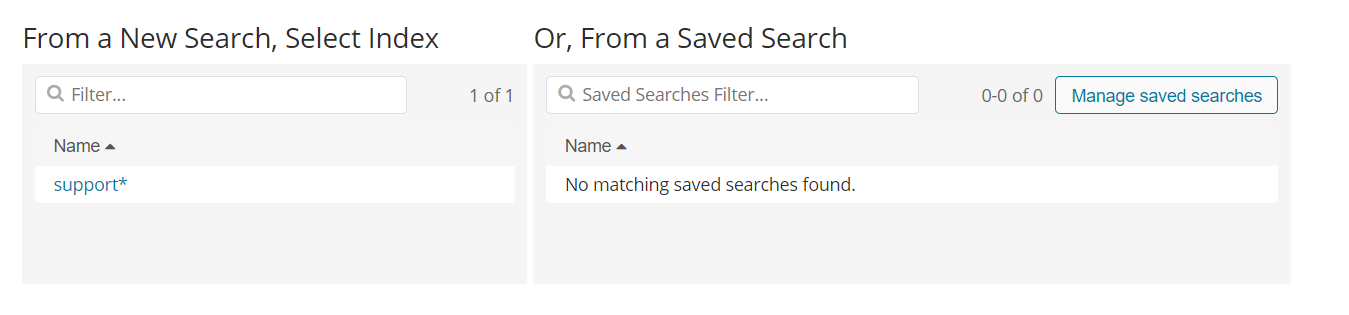 From a New Search, Select Index
Filter...
1 of 1
Name
support*
Or, From a Saved Search
Saved Searches Filter...
0-0 of 0
Manage saved searches
Name
No matching saved searches found.